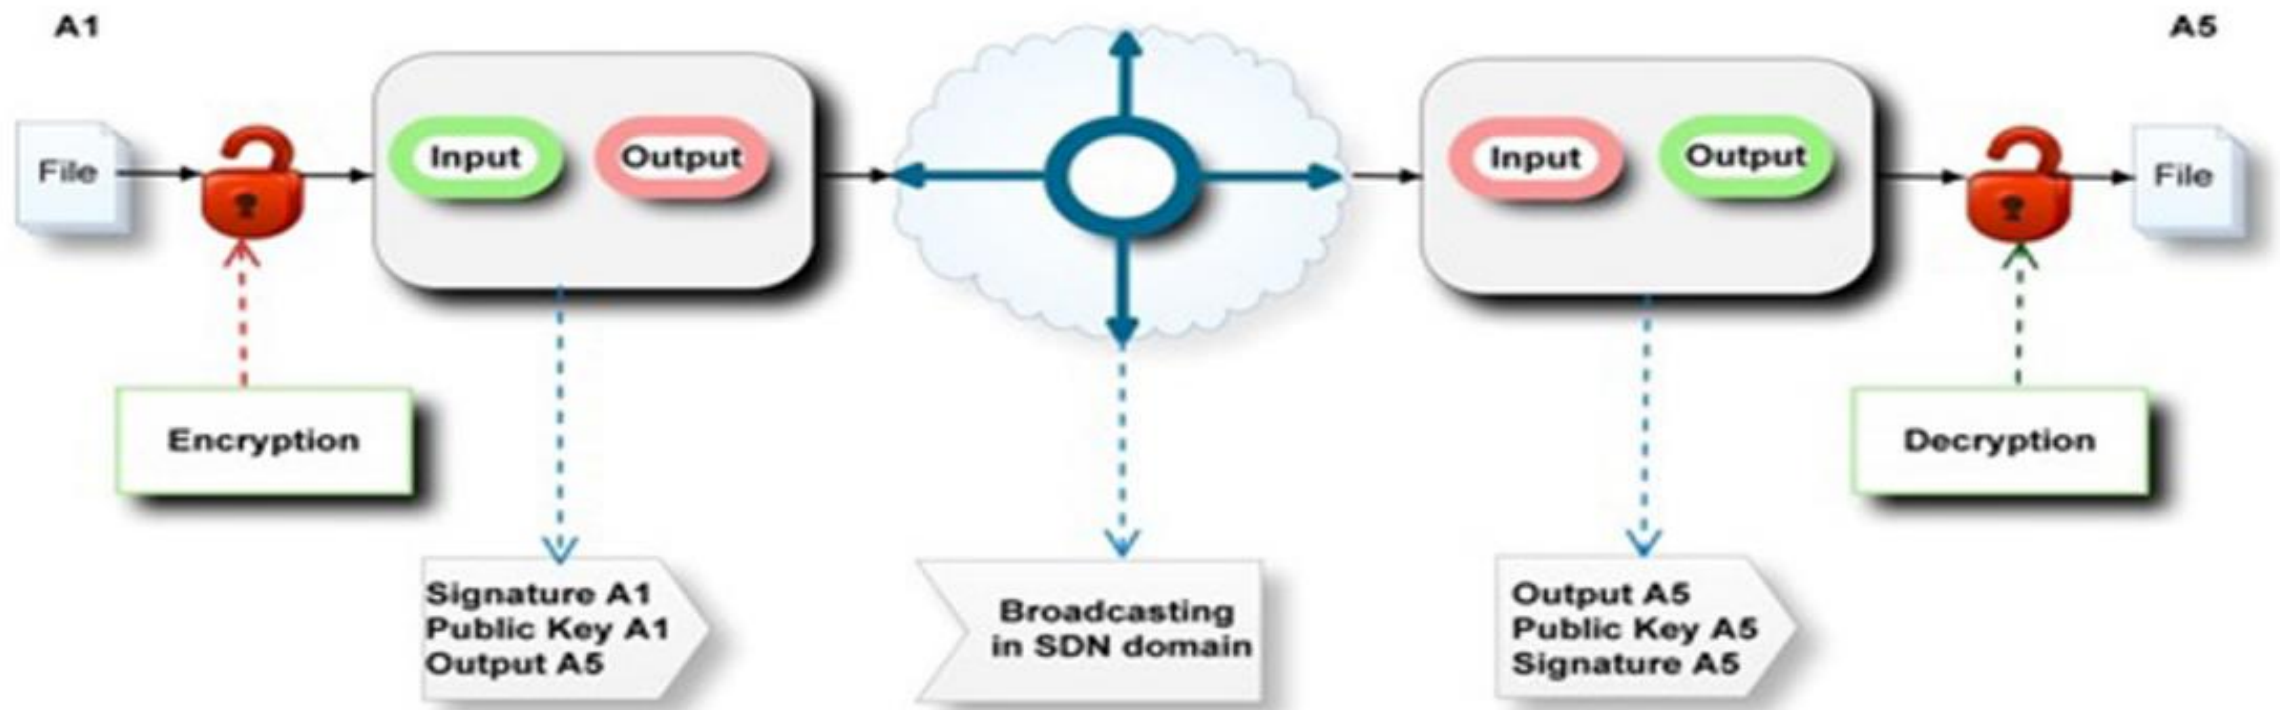 A1
A5
File
Input
Output
Input
Output
File
Encryption
Decryption
Signature A1
Public Key A1
Output A5
Broadcasting
in SDN domain
Output A5
Public Key A5
Signature A5